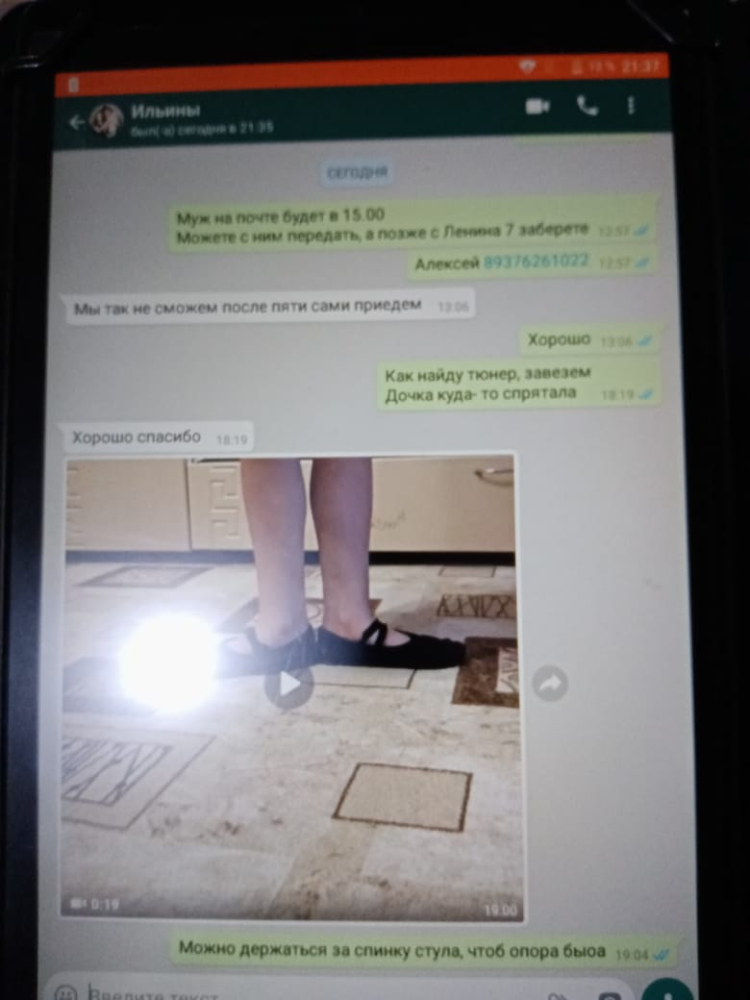 21:37
Ильины
был(-а) сегодня в 21:35
СЕГОДНЯ
Муж на почте будет в 15.00
Можете с ним передать, а позже с Ленина 7 заберете 12:57
Алексей 89376261022 12:57
Мы так не сможем после пяти сами приедем 13:06
Хорошо 13:06
Как найду тюнер, завезем
Дочка куда- то спрятала 18:19
Хорошо спасибо 18:19
0:19 19:00
Можно держаться за спинку стула, чтоб опора быоа 19:04
Введите текст